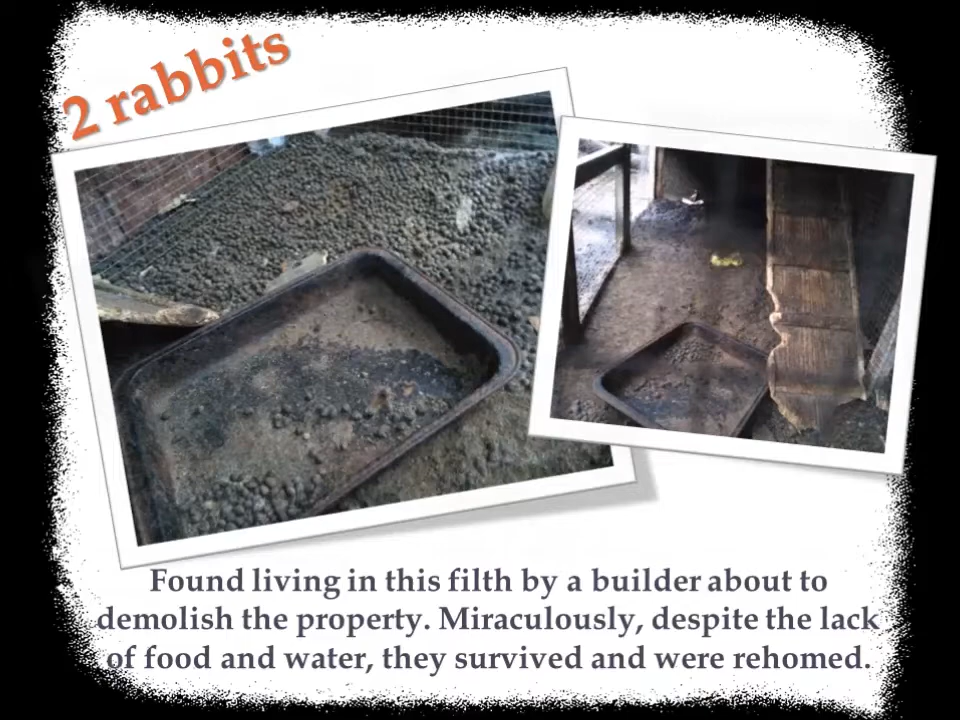 2 rabbits
Found living in this filth by a builder about to
demolish the property. Miraculously, despite the lack
of food and water, they survived and were rehomed.